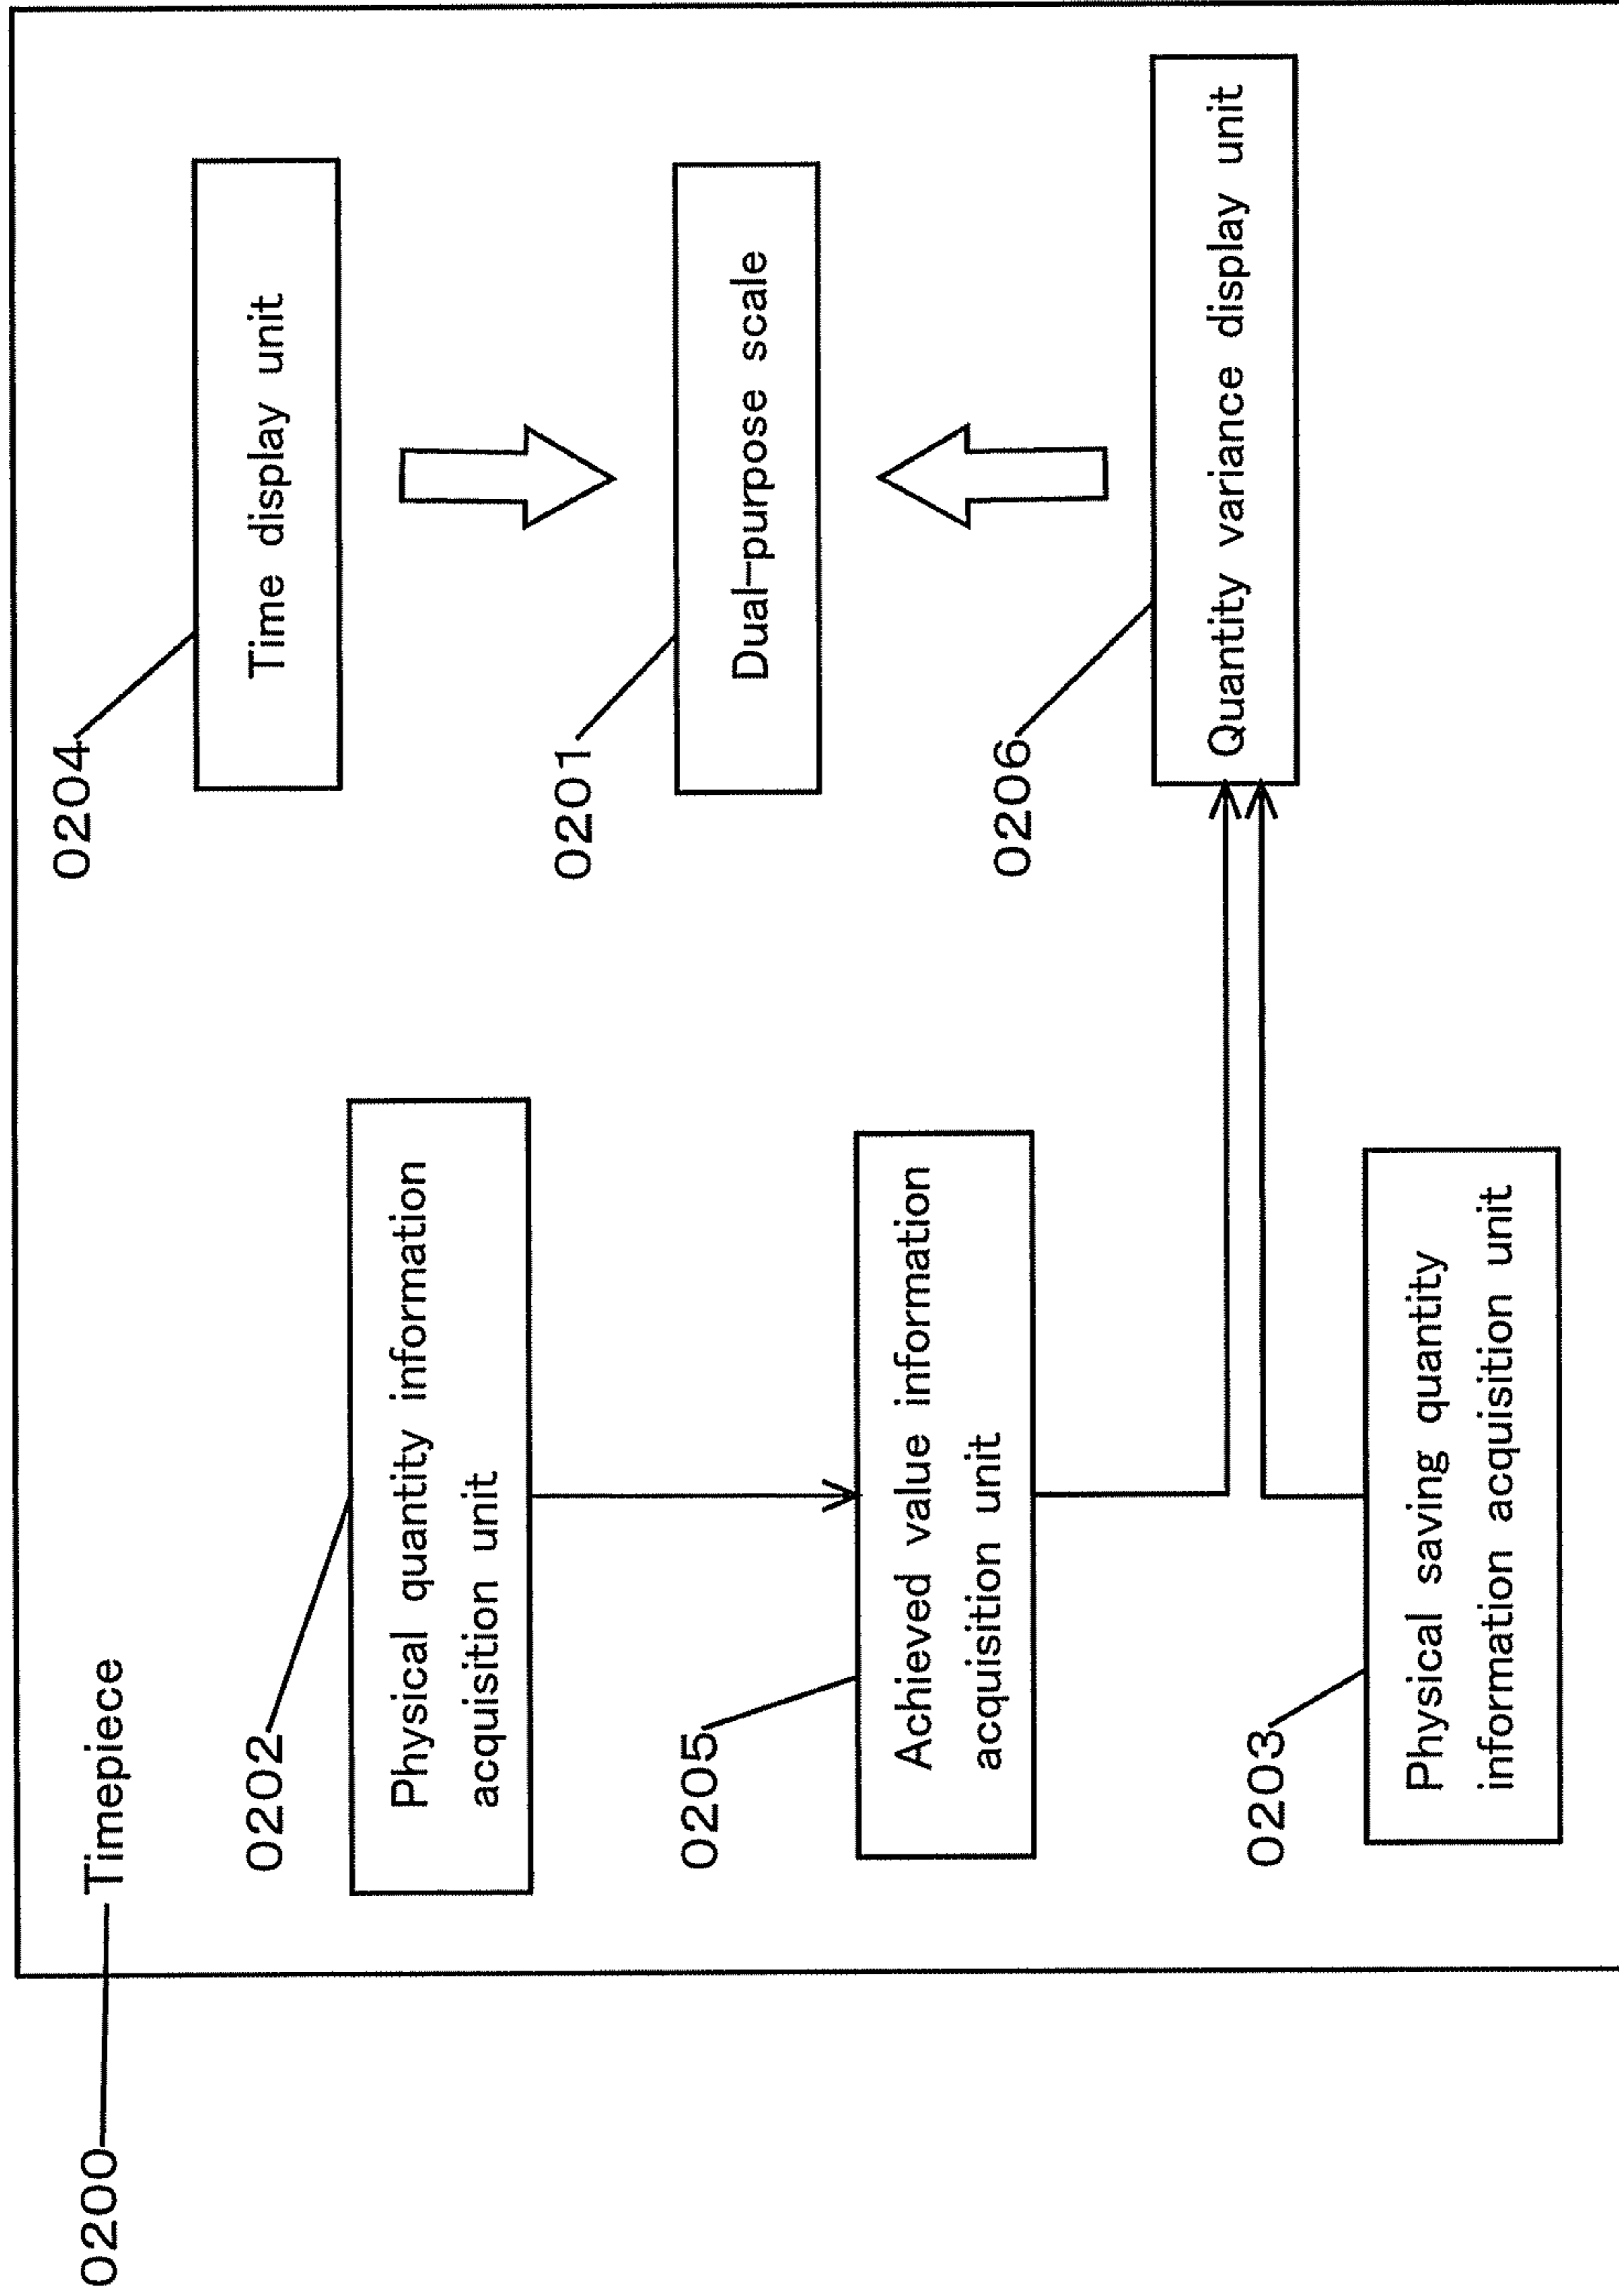 0200
Timepiece
0202
Physical quantity information
acquisition unit
0205
Achieved value information
acquisition unit
0203
Physical saving quantity
information acquisition unit
0204
Time display unit
0201
Dual-purpose scale
0206
Quantity variance display unit